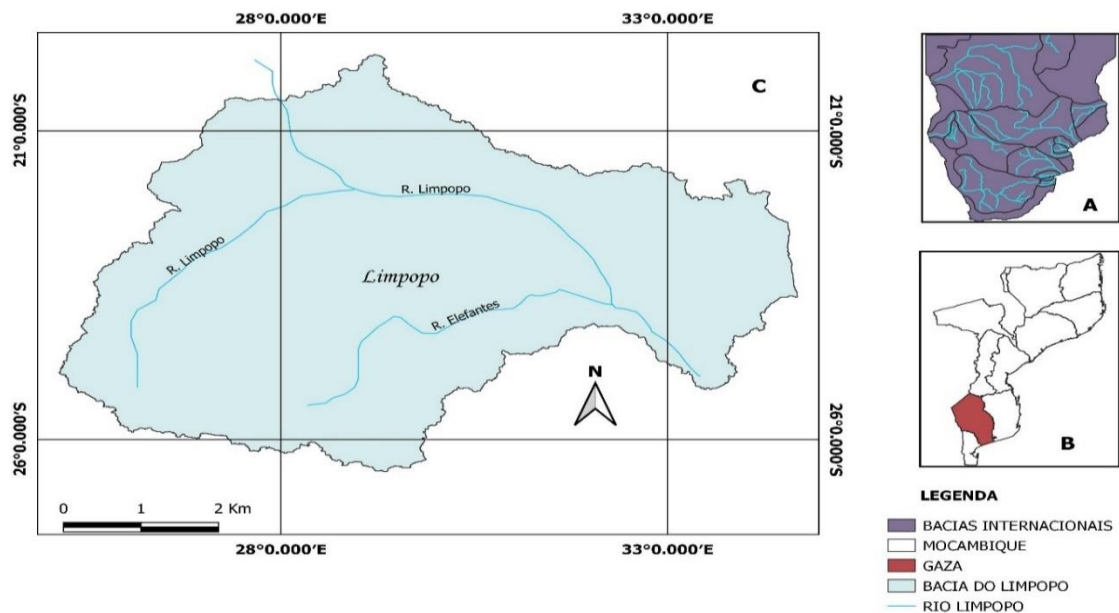 28°0.000'E 33°0.000'E
C
21°0.000'S
21°0.000'S
R. Limpopo
R. Limpopo
Limpopo
R. Elefantes
N
26°0.000'S
26°0.000'S
0 1 2 Km
28°0.000'E 33°0.000'E
A
B
LEGENDA
BACIAS INTERNACIONAIS
MOCAMBIQUE
GAZA
BACIA DO LIMPOPO
RIO LIMPOPO